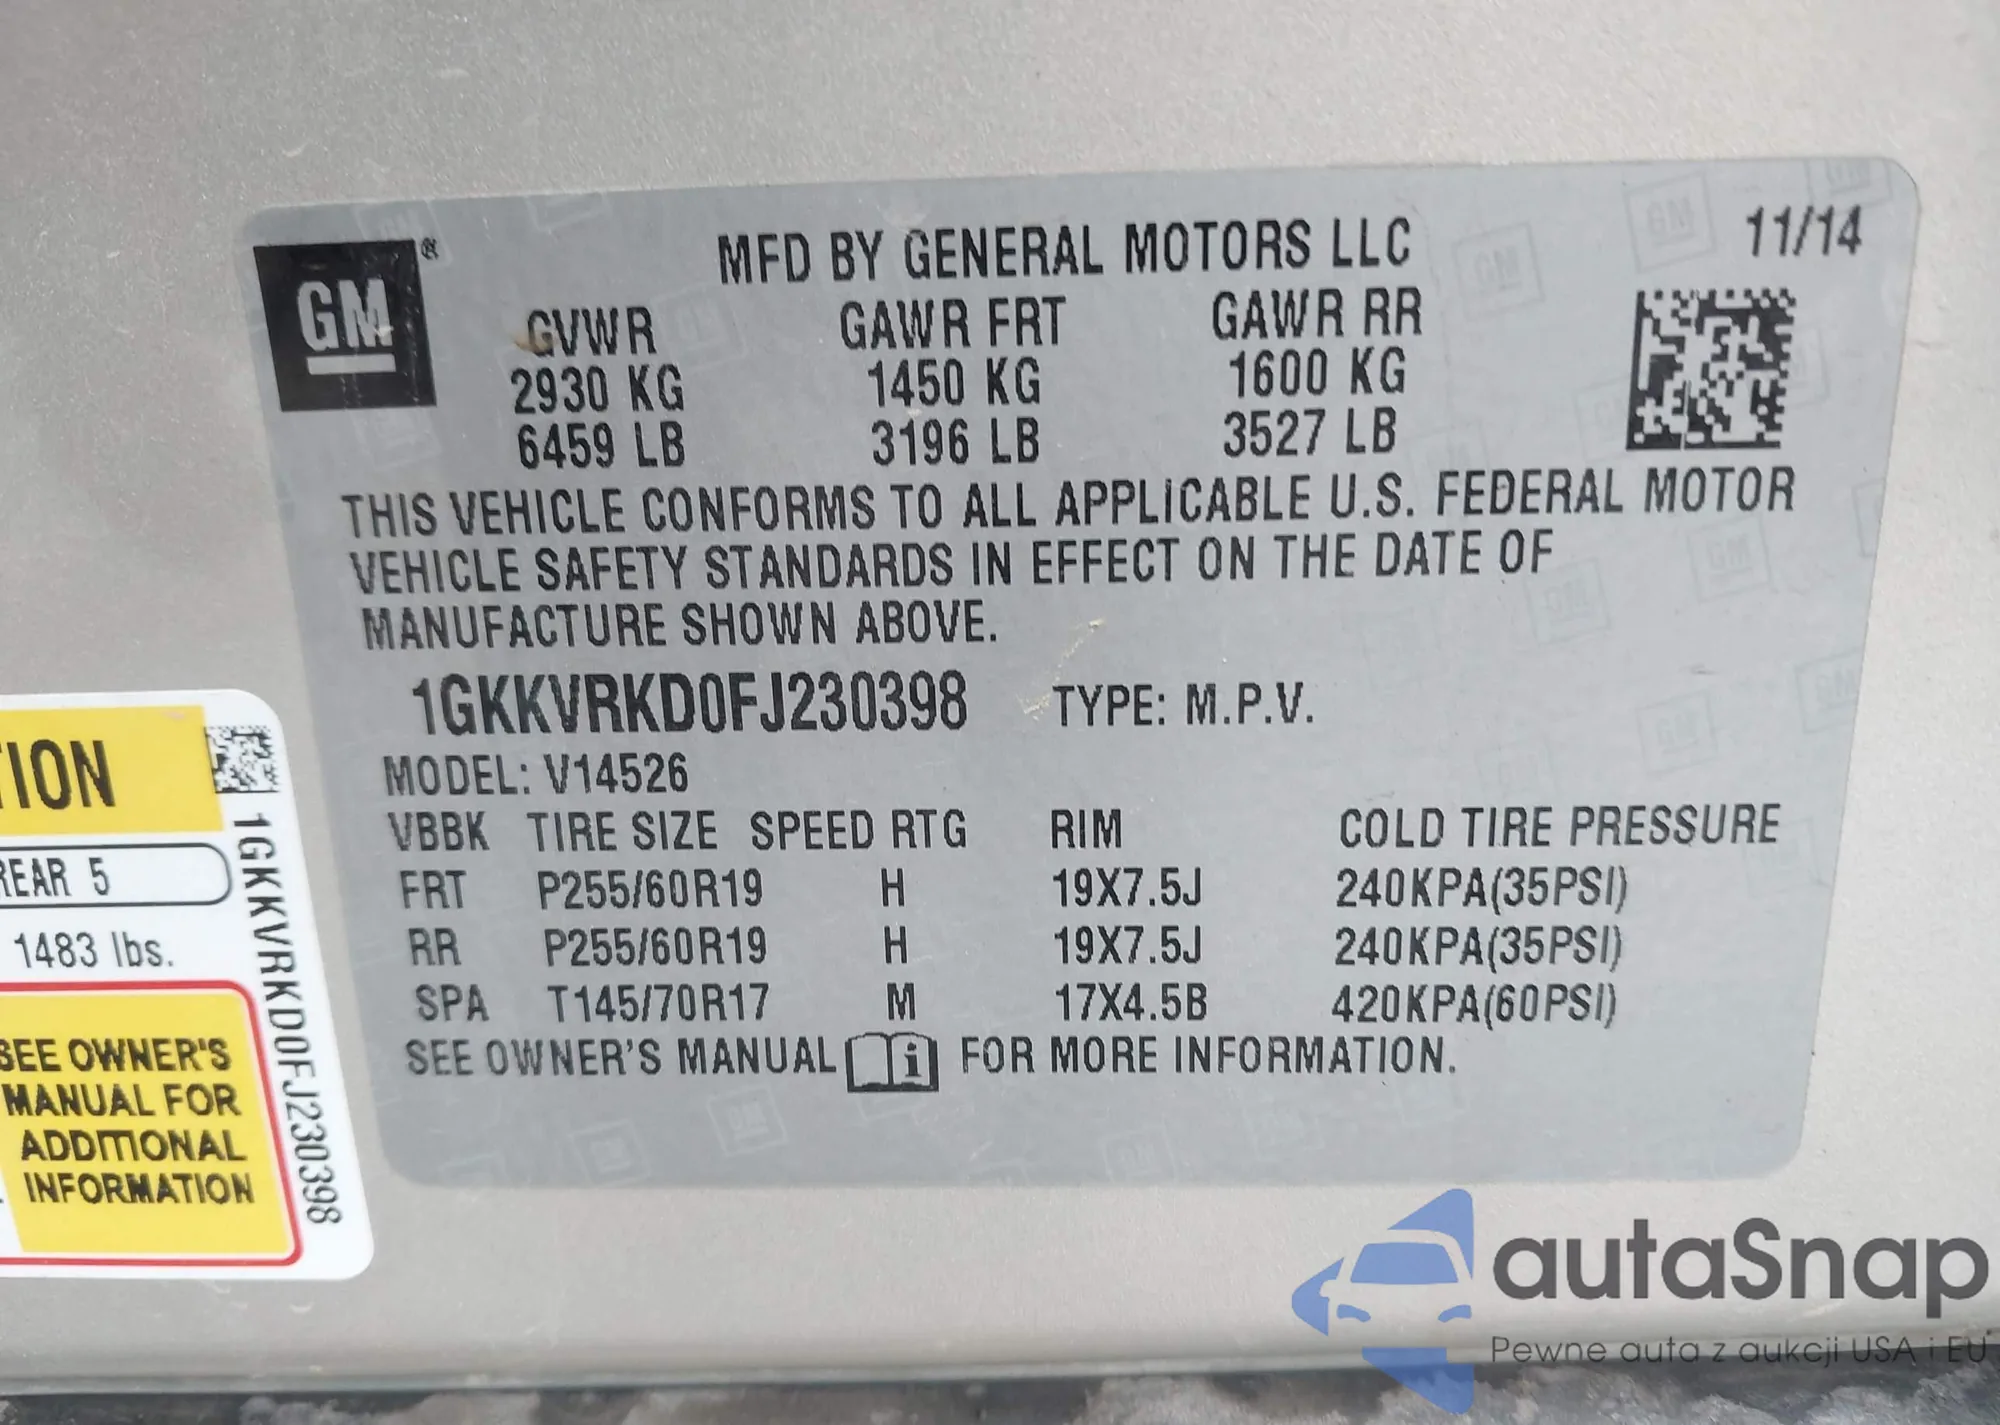 GM®
MFD BY GENERAL MOTORS LLC
11/14
GVWR GAWR FRT GAWR RR
2930 KG 1450 KG 1600 KG
6459 LB 3196 LB 3527 LB
THIS VEHICLE CONFORMS TO ALL APPLICABLE U.S. FEDERAL MOTOR
VEHICLE SAFETY STANDARDS IN EFFECT ON THE DATE OF
MANUFACTURE SHOWN ABOVE.
1GKKVRKD0FJ230398 TYPE: M.P.V.
MODEL: V14526
VBBK TIRE SIZE SPEED RTG RIM COLD TIRE PRESSURE
FRT P255/60R19 H 19X7.5J 240KPA(35PSI)
RR P255/60R19 H 19X7.5J 240KPA(35PSI)
SPA T145/70R17 M 17X4.5B 420KPA(60PSI)
SEE OWNER'S MANUAL i FOR MORE INFORMATION.
TION
REAR 5
1483 lbs.
SEE OWNER'S
MANUAL FOR
ADDITIONAL
INFORMATION
1GKKVRKD0FJ230398
autaSnap
Pewne auta z aukcji USA i EU